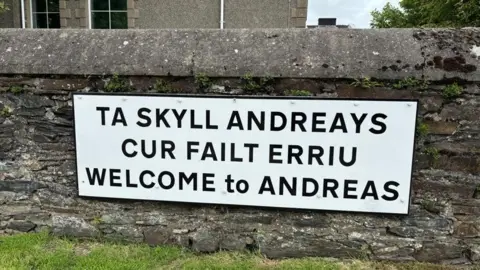 TA SKYLL ANDREAYS
CUR FAILT ERRIU
WELCOME to ANDREAS